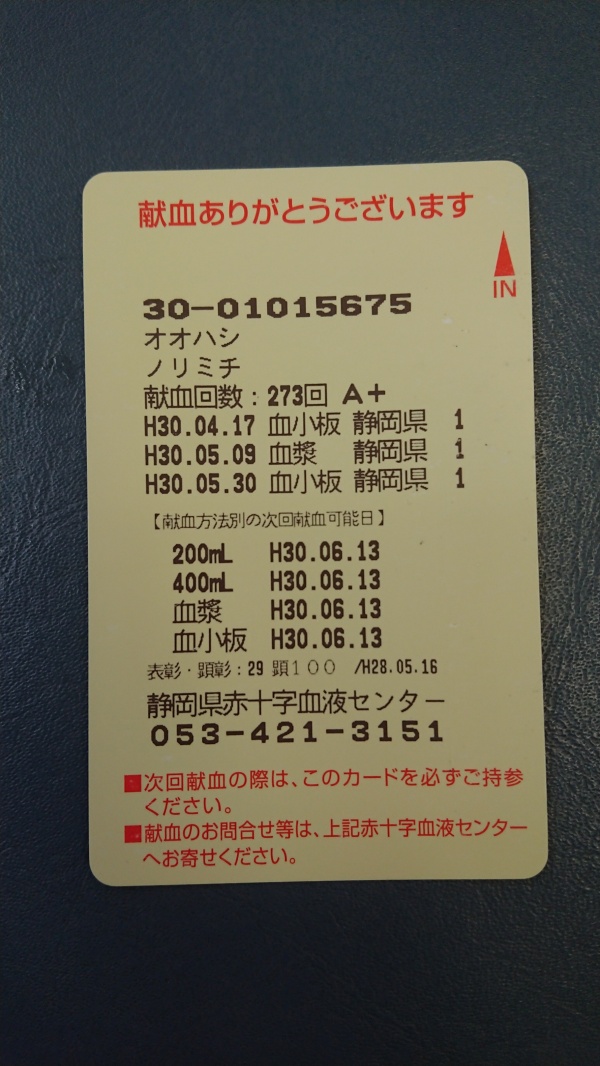 献血ありがとうございます
IN
30-01015675
オオハシ
ノリミチ
献血回数：273回 A+
H30.04.17 血小板 静岡県 1
H30.05.09 血漿 静岡県 1
H30.05.30 血小板 静岡県 1
【献血方法別の次回献血可能日】
200mL H30.06.13
400mL H30.06.13
血漿 H30.06.13
血小板 H30.06.13
表彰・顕彰：29 顕100 /H28.05.16
静岡県赤十字血液センター
053-421-3151
■次回献血の際は、このカードを必ずご持参
ください。
■献血のお問合せ等は、上記赤十字血液センター
へお寄せください。